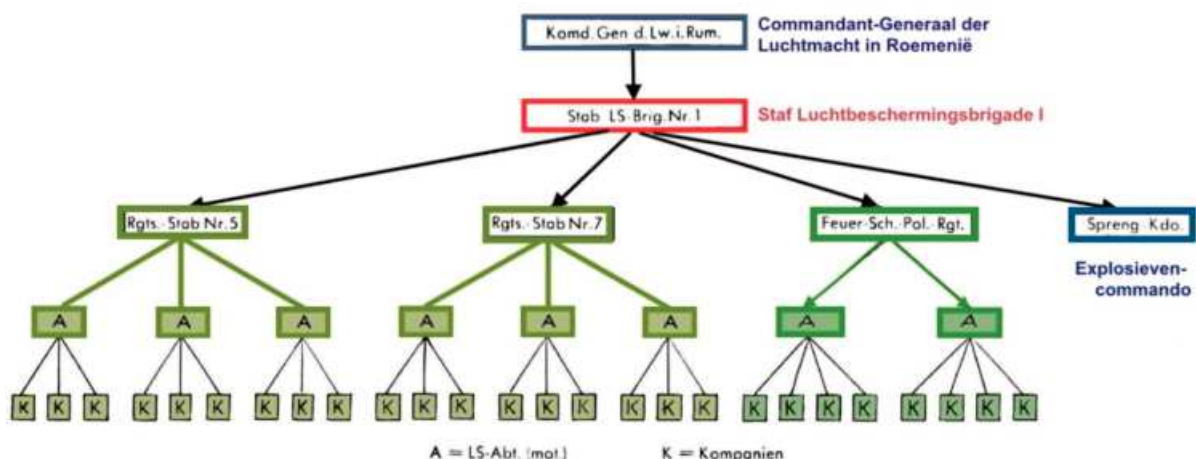 Komd. Gen d. Lw. i. Rum.
Commandant-Generaal der
Luchtmacht in Roemenië
Stab LS-Brig. Nr. 1
Staf Luchtbeschermingsbrigade I
Rgts.-Stab Nr. 5
Rgts.-Stab Nr. 7
Feuer-Sch.-Pol.-Rgt.
Spreng-Kdo.
Explosieven-
commando
A A A A A A A A
K K K K K K K K K K K K K K K K K K K K K K K K K K
A = LS-Abt. (mot.) K = Kompanien